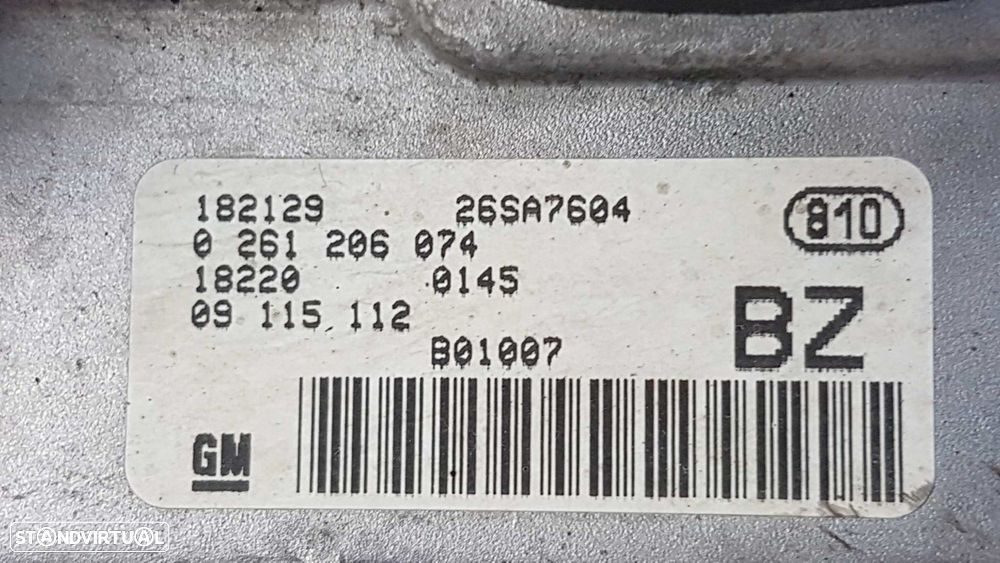 182129 26SA7604
810
0 261 206 074
18220 0145
09 115 112
BZ
B01007
GM
STANDVIRTUAL